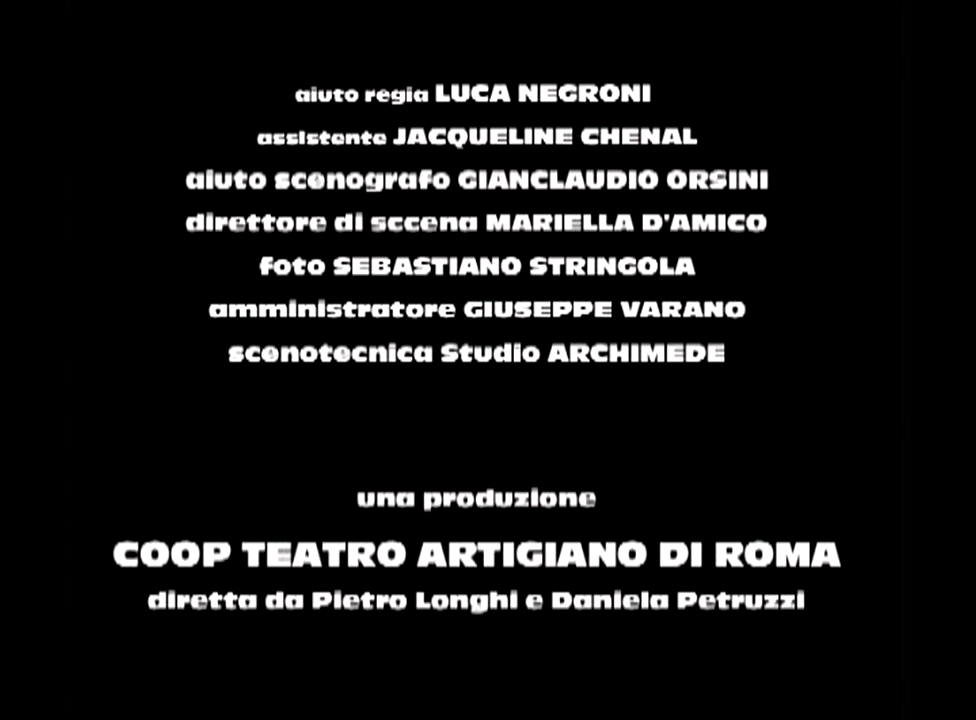 aiuto regia LUCA NEGRONI
assistente JACQUELINE CHENAL
aiuto scenografo GIANCLAUDIO ORSINI
direttore di sccena MARIELLA D'AMICO
foto SEBASTIANO STRINGOLA
amministratore GIUSEPPE VARANO
scenotecnica Studio ARCHIMEDE
una produzione
COOP TEATRO ARTIGIANO DI ROMA
diretta da Pietro Longhi e Daniela Petruzzi